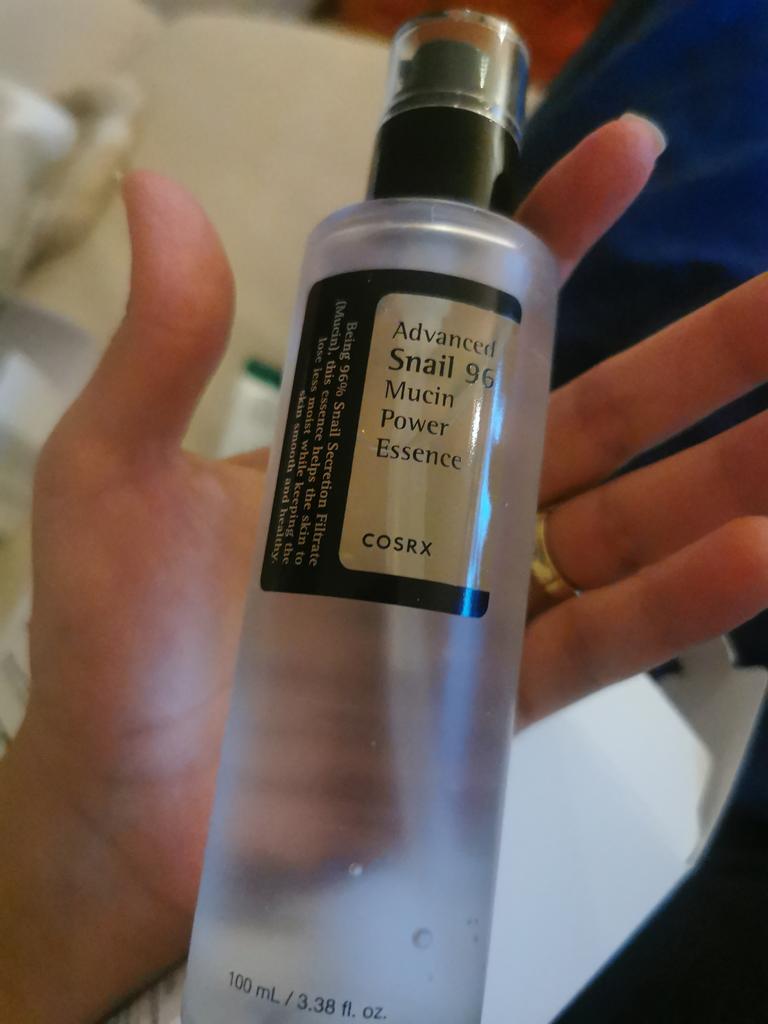 Advanced
Snail 96
Mucin
Power
Essence
COSRX
Being 96% Snail Secretion Filtrate
(Mucin), this essence helps the skin to
lose less moist while keeping the
skin smooth and healthy.
100 mL / 3.38 fl. oz.